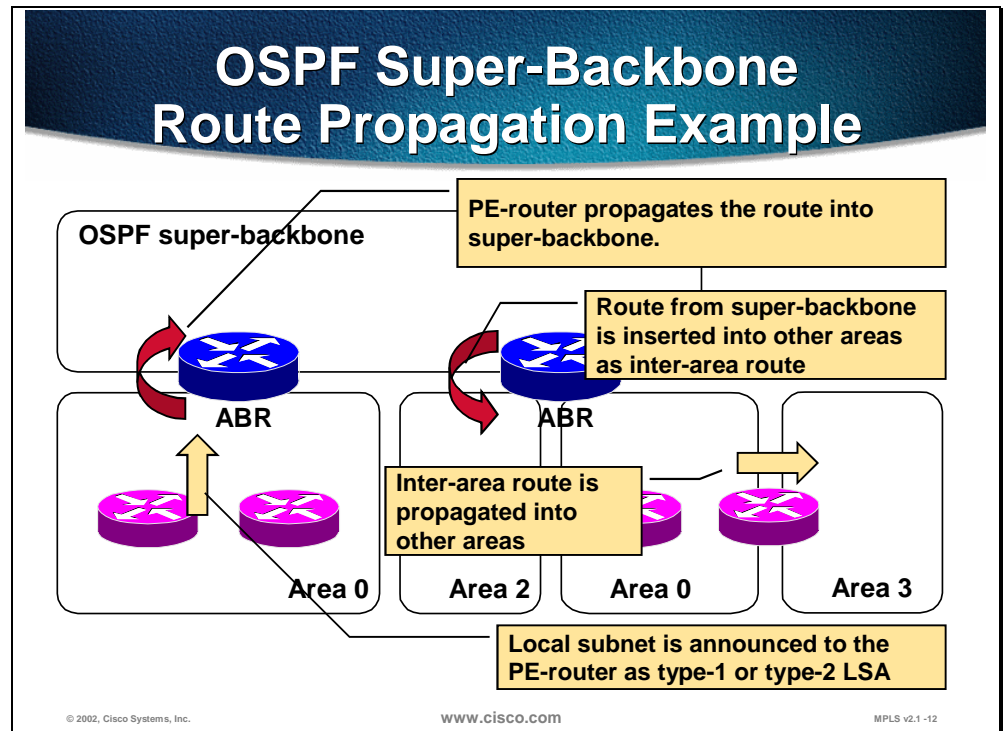 OSPF Super-Backbone
Route Propagation Example
PE-router propagates the route into
super-backbone.
OSPF super-backbone
Route from super-backbone
is inserted into other areas
as inter-area route
ABR
ABR
Inter-area route is
propagated into
other areas
Area 0
Area 2
Area 0
Area 3
Local subnet is announced to the
PE-router as type-1 or type-2 LSA
© 2002, Cisco Systems, Inc.
www.cisco.com
MPLS v2.1 -12